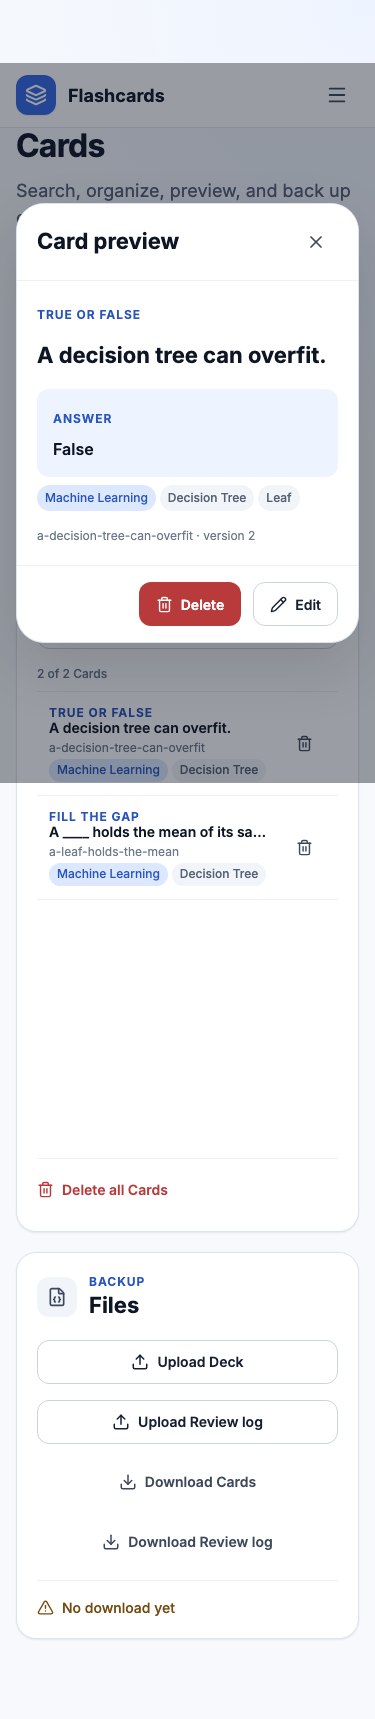 Flashcards
Cards
Search, organize, preview, and back up
Card preview
TRUE OR FALSE
A decision tree can overfit.
ANSWER
False
Machine Learning Decision Tree Leaf
a-decision-tree-can-overfit · version 2
Delete Edit
2 of 2 Cards
TRUE OR FALSE
A decision tree can overfit.
a-decision-tree-can-overfit
Machine Learning Decision Tree
FILL THE GAP
A ____ holds the mean of its sa...
a-leaf-holds-the-mean
Machine Learning Decision Tree
Delete all Cards
BACKUP
Files
Upload Deck
Upload Review log
Download Cards
Download Review log
No download yet